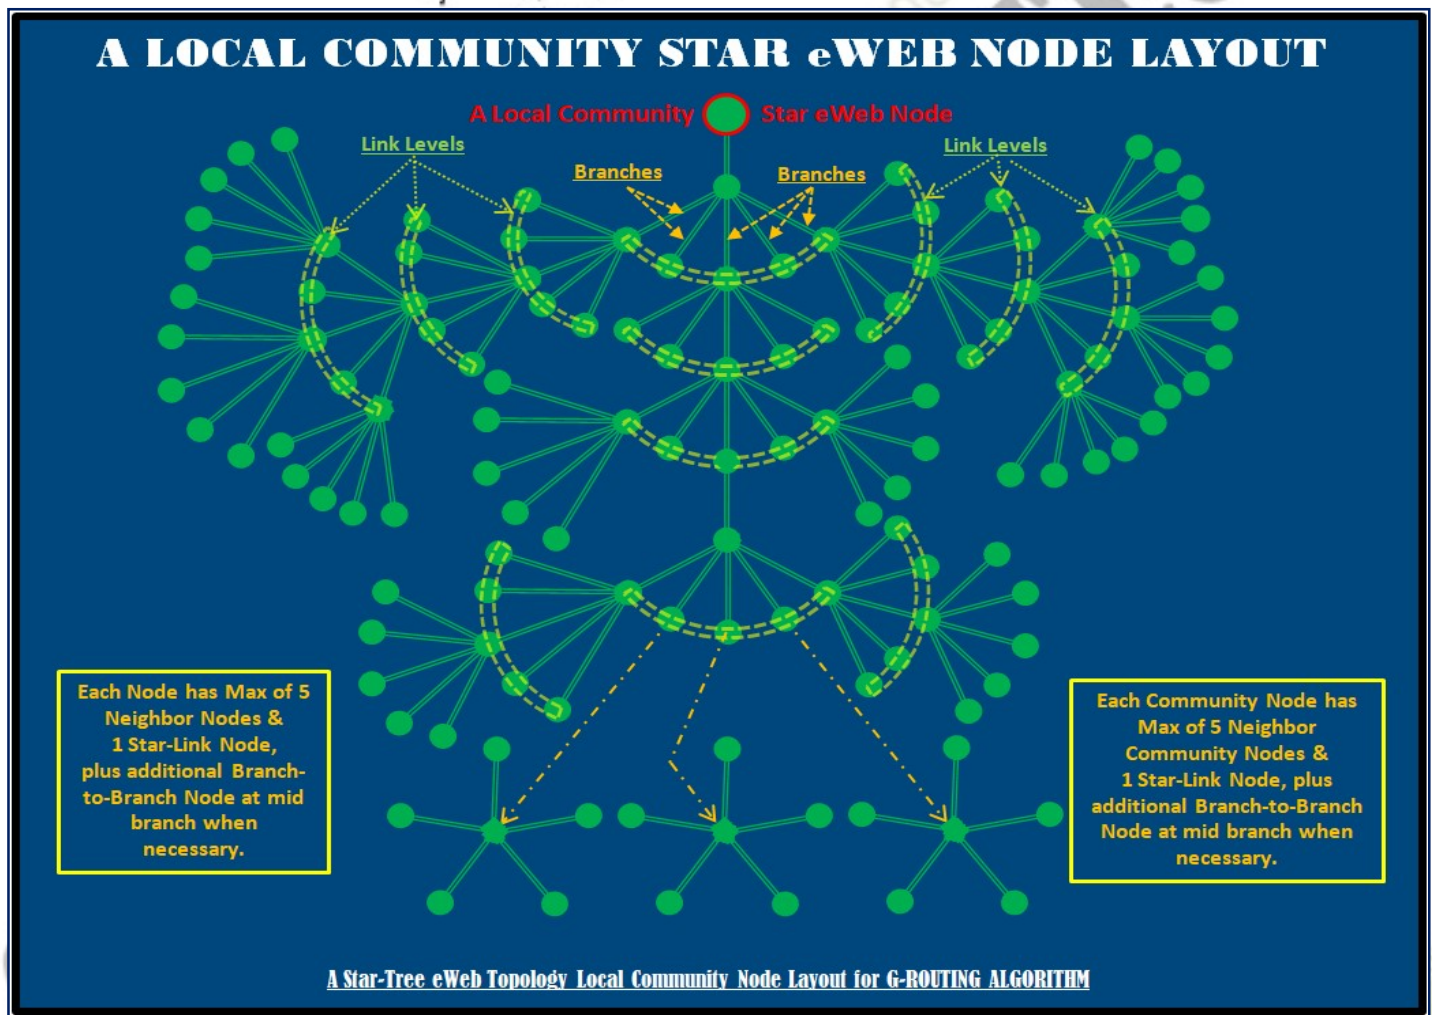 A LOCAL COMMUNITY STAR eWEB NODE LAYOUT
A Local Community Star eWeb Node
Link Levels
Branches
Branches
Link Levels
Each Node has Max of 5
Neighbor Nodes &
1 Star-Link Node,
plus additional Branch-
to-Branch Node at mid
branch when
necessary.
Each Community Node has
Max of 5 Neighbor
Community Nodes &
1 Star-Link Node, plus
additional Branch-to-Branch
Node at mid branch when
necessary.
A Star-Tree eWeb Topology Local Community Node Layout for G-ROUTING ALGORITHM